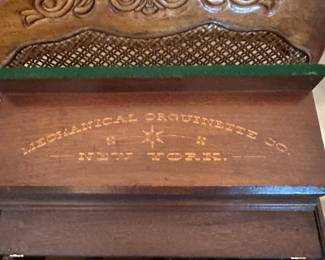 MECHANICAL ORGUINETTE CO.
NEW YORK.